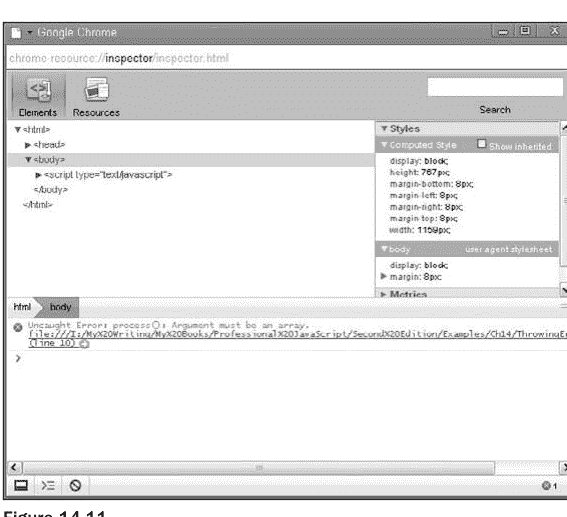 Google Chrome
chrome-resource://inspector/inspector.html
Elements
Resources
Search
▼<html>
▶<head>
▼<body>
▶<script type="text/javascript">
</body>
</html>
▼ Styles
▼ Computed Style
Show inherited
display: block;
height: 767px;
margin-bottom: 8px;
margin-left: 8px;
margin-right: 8px;
margin-top: 8px;
width: 1159px;
▼body
user agent stylesheet
display: block;
▶ margin: 8px;
▶ Metrics
html
body
Uncaught Error: process(): Argument must be an array.
file:///I:/My%20Writing/My%20Books/Professional%20JavaScript/Second%20Edition/Examples/Ch14/ThrowingE
(line 10)
>
1
Figure 14-11